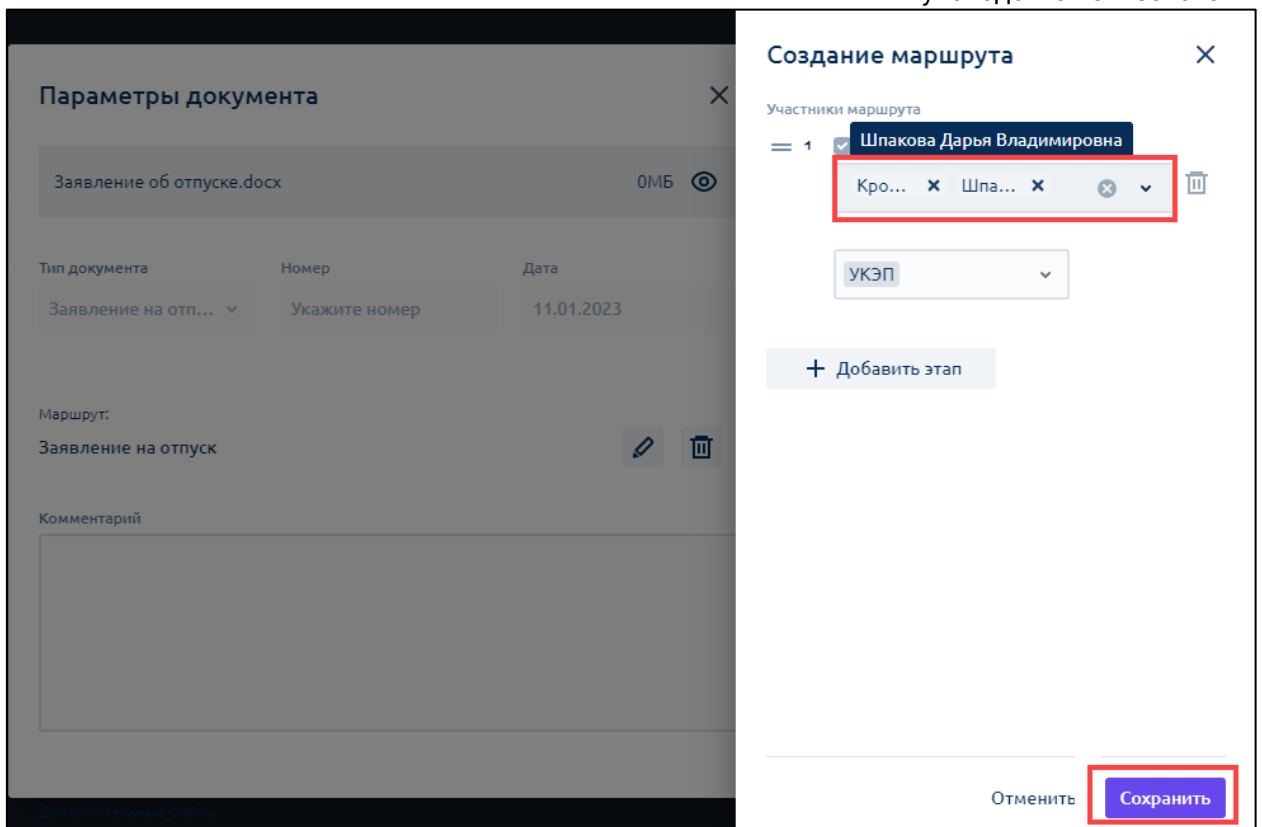 Создание маршрута
Параметры документа
Участники маршрута
1
Шпакова Дарья Владимировна
Заявление об отпуске.docx
0МБ
Кро...
Шпа...
Тип документа
Номер
Дата
УКЭП
Заявление на отп...
Укажите номер
11.01.2023
+ Добавить этап
Маршрут:
Заявление на отпуск
Комментарий
Отменить
Сохранить
Дополнительные файлы